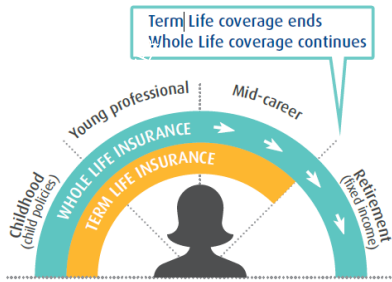 Term Life coverage ends
Whole Life coverage continues
Young professional
Mid-career
Childhood
(child policies)
WHOLE LIFE INSURANCE
TERM LIFE INSURANCE
Retirement
(fixed income)